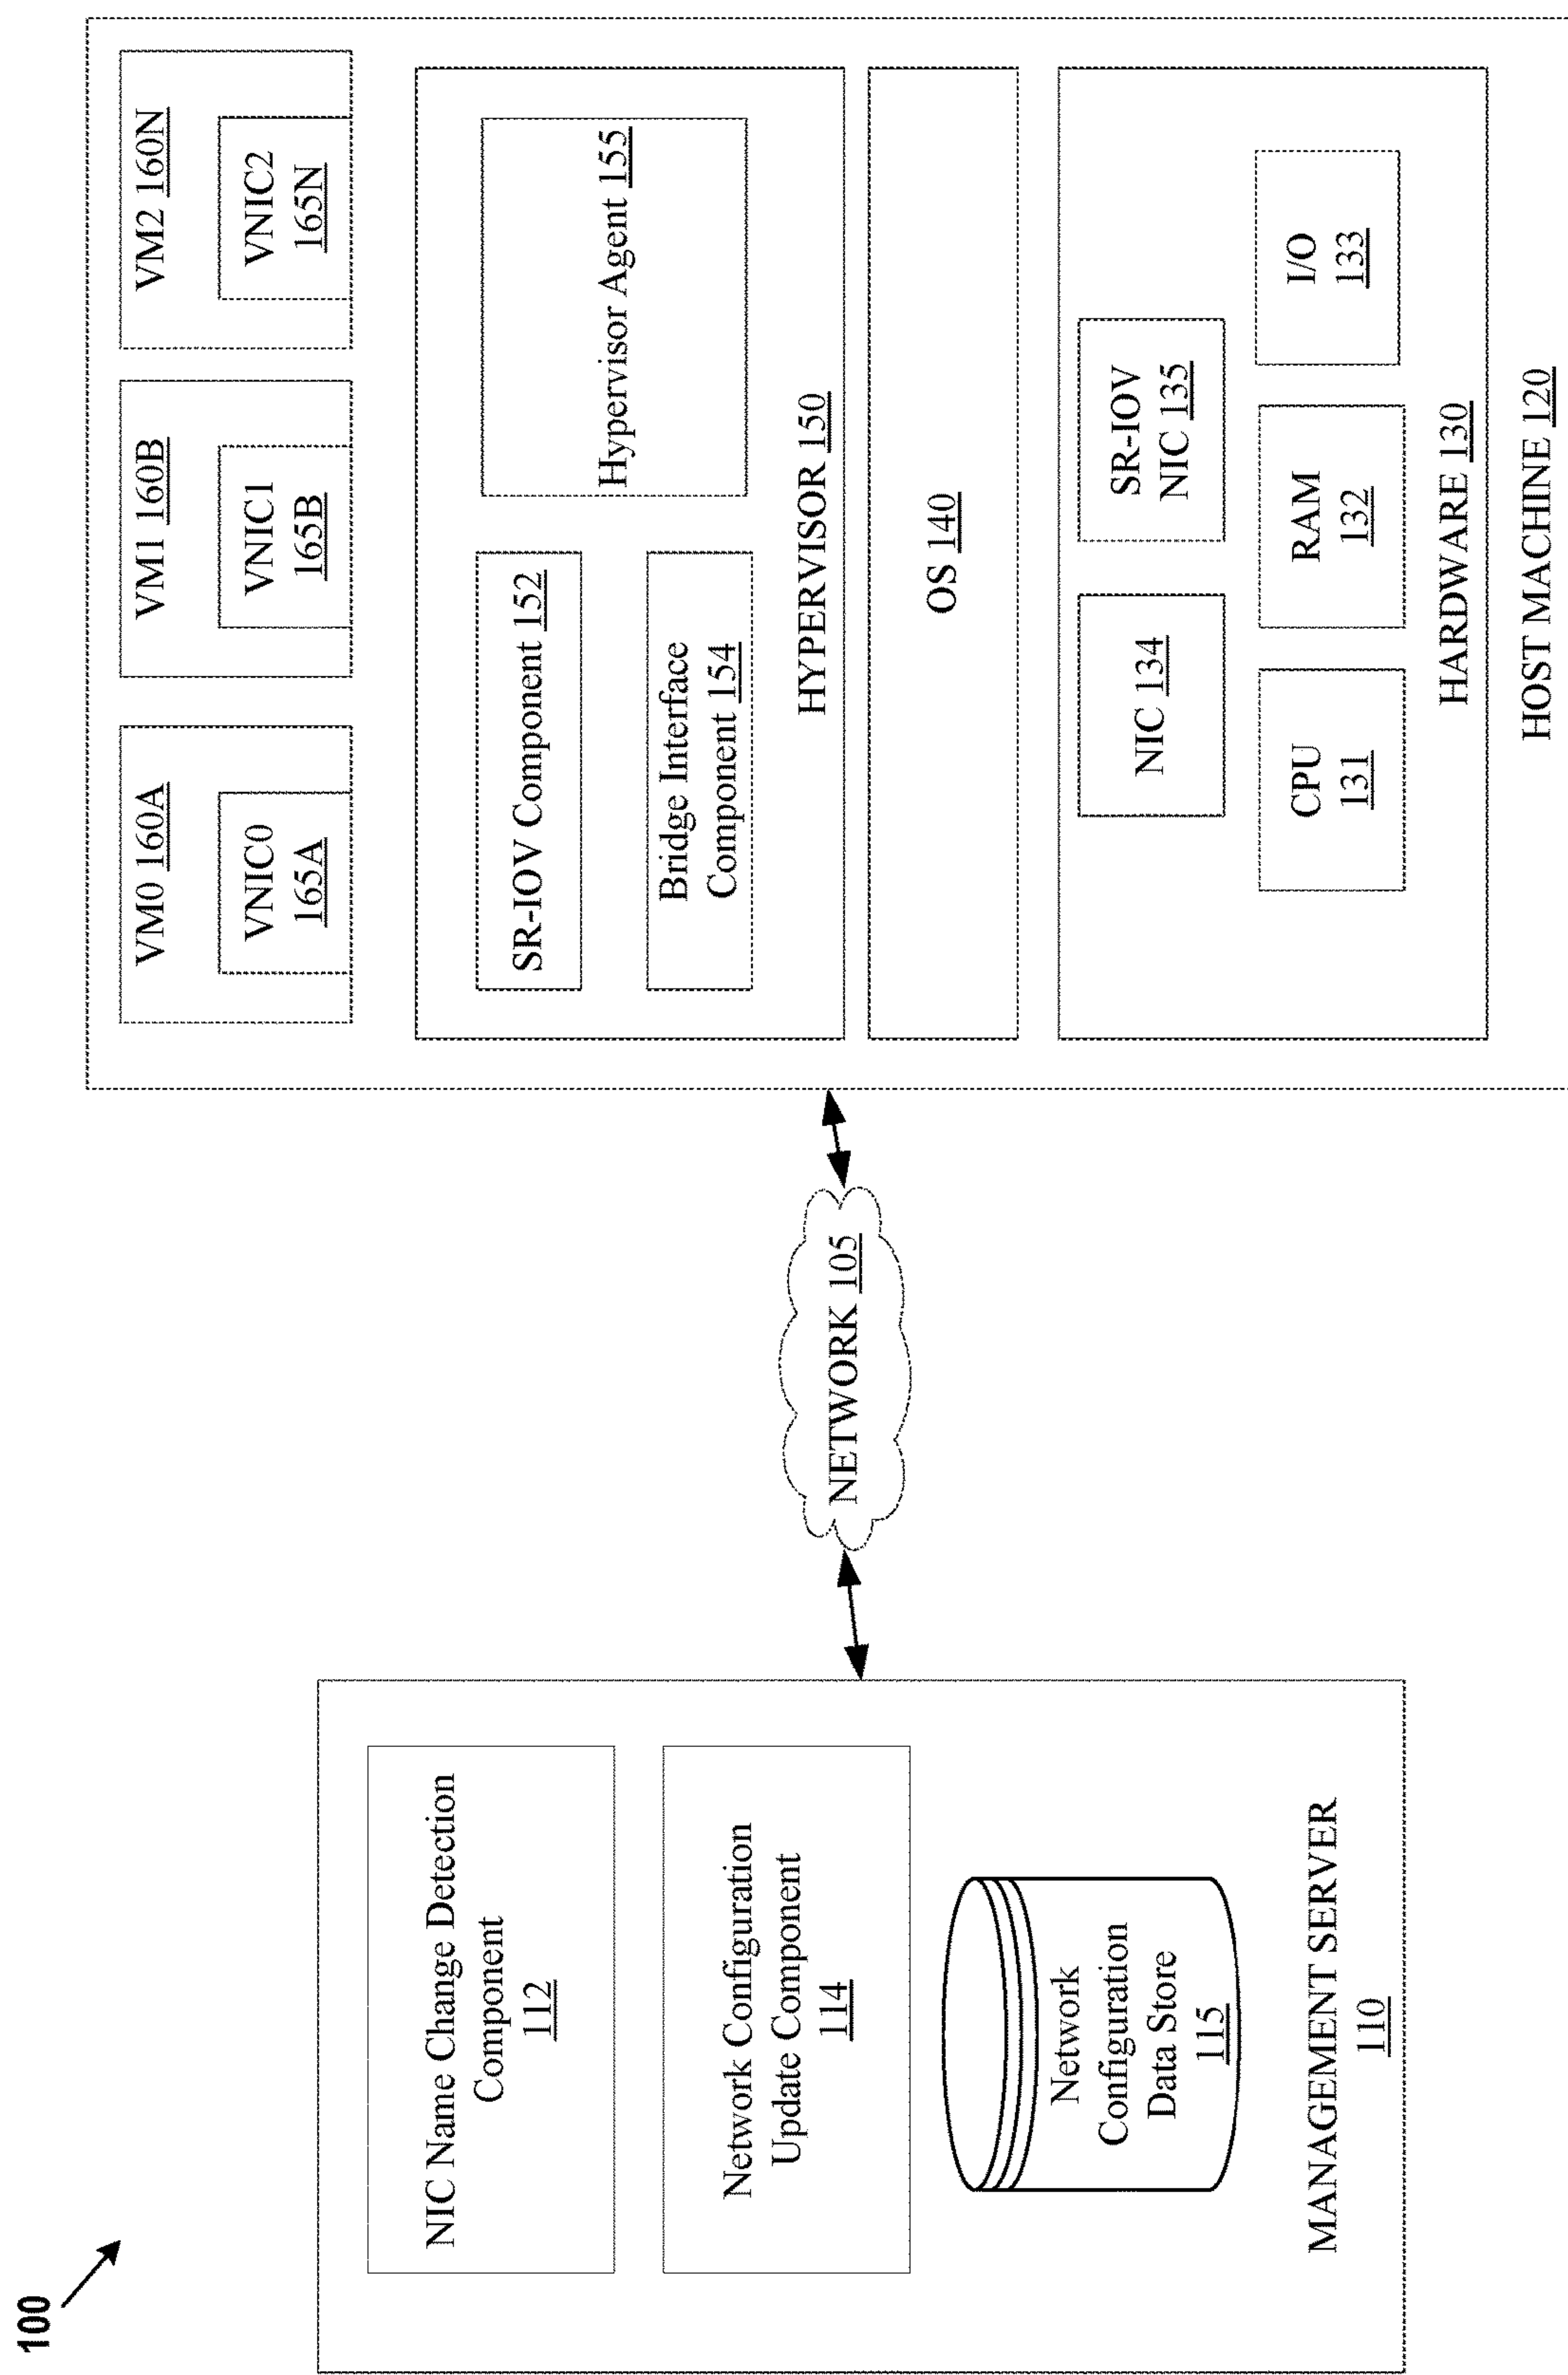 100
NIC Name Change Detection
Component
112
Network Configuration
Update Component
114
Network
Configuration
Data Store
115
MANAGEMENT SERVER
110
NETWORK 105
VM0 160A
VNIC0
165A
VM1 160B
VNIC1
165B
VM2 160N
VNIC2
165N
SR-IOV Component 152
Bridge Interface
Component 154
Hypervisor Agent 155
HYPERVISOR 150
OS 140
NIC 134
SR-IOV
NIC 135
CPU
131
RAM
132
I/O
133
HARDWARE 130
HOST MACHINE 120